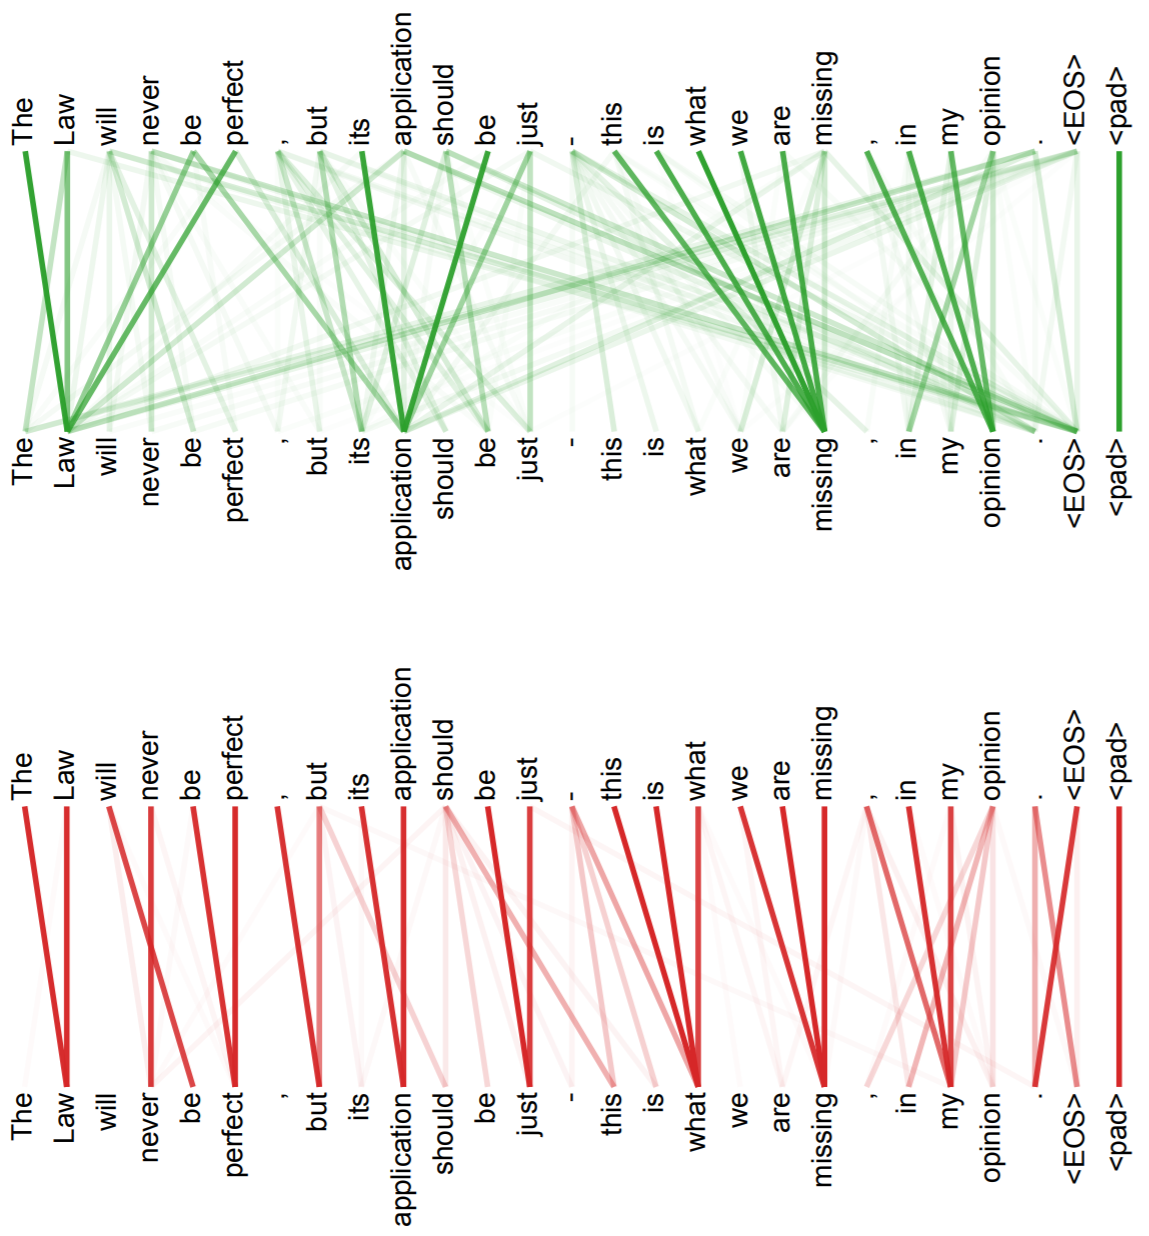 The Law will never be perfect , but its application should be just - this is what we are missing , in my opinion . <EOS> <pad>
The Law will never be perfect , but its application should be just - this is what we are missing , in my opinion . <EOS> <pad>
The Law will never be perfect , but its application should be just - this is what we are missing , in my opinion . <EOS> <pad>
The Law will never be perfect , but its application should be just - this is what we are missing , in my opinion . <EOS> <pad>